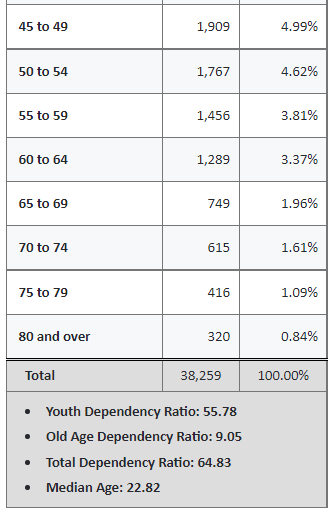 45 to 49 1,909 4.99%
50 to 54 1,767 4.62%
55 to 59 1,456 3.81%
60 to 64 1,289 3.37%
65 to 69 749 1.96%
70 to 74 615 1.61%
75 to 79 416 1.09%
80 and over 320 0.84%
Total 38,259 100.00%
• Youth Dependency Ratio: 55.78
• Old Age Dependency Ratio: 9.05
• Total Dependency Ratio: 64.83
• Median Age: 22.82